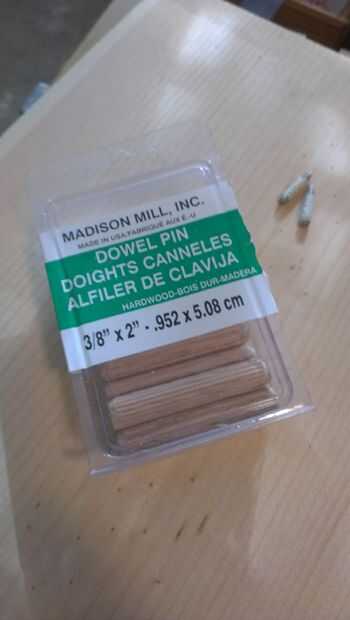 MADISON MILL, INC.
MADE IN USA/FABRIQUÉ AUX É.-U
DOWEL PIN
DOIGHTS CANNELES
ALFILER DE CLAVIJA
HARDWOOD-BOIS DUR-MADERA
3/8" x 2" - .952 x 5.08 cm